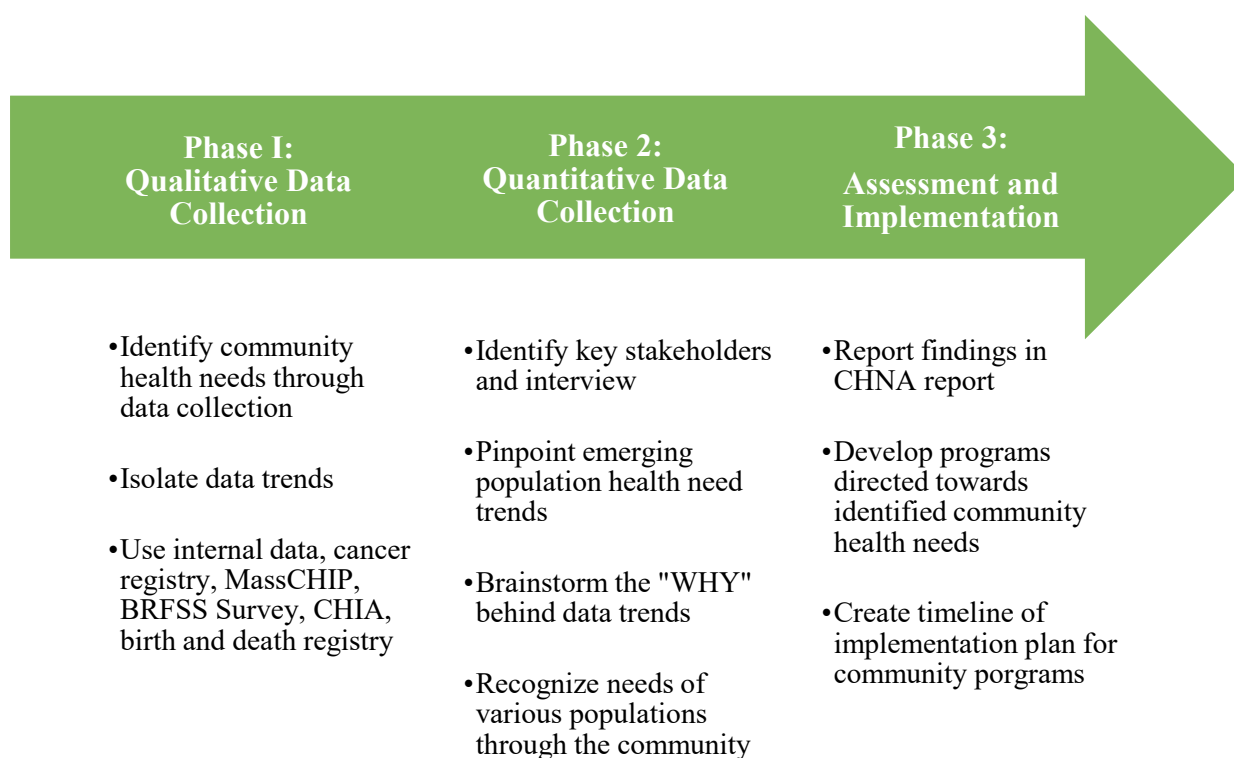 Phase I:
Qualitative Data
Collection
Phase 2:
Quantitative Data
Collection
Phase 3:
Assessment and
Implementation
•Identify community
health needs through
data collection
•Isolate data trends
•Use internal data, cancer
registry, MassCHIP,
BRFSS Survey, CHIA,
birth and death registry
•Identify key stakeholders
and interview
•Pinpoint emerging
population health need
trends
•Brainstorm the "WHY"
behind data trends
•Recognize needs of
various populations
through the community
•Report findings in
CHNA report
•Develop programs
directed towards
identified community
health needs
•Create timeline of
implementation plan for
community porgrams